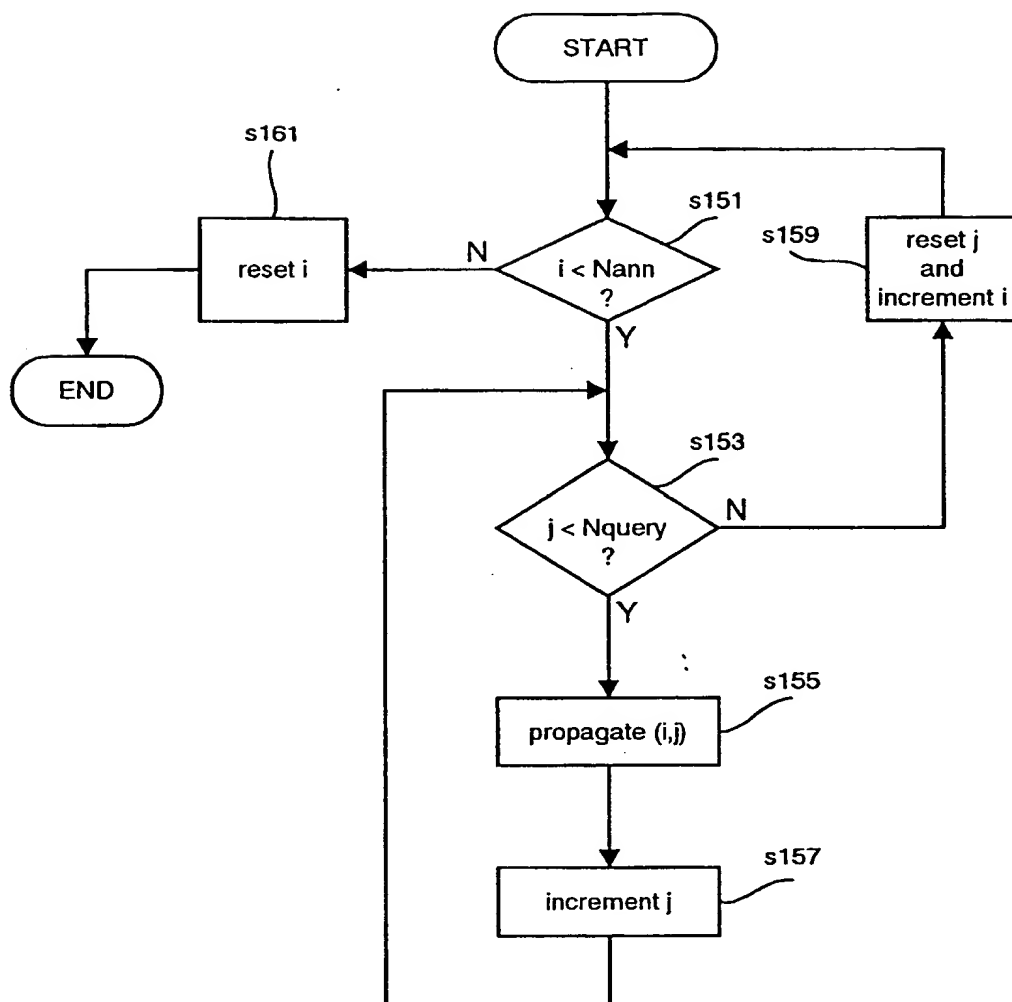 START
s161
s151
s159
reset j
and
increment i
N
i < Nann
?
reset i
Y
END
s153
N
j < Nquery
?
Y
s155
propagate (i,j)
s157
increment j